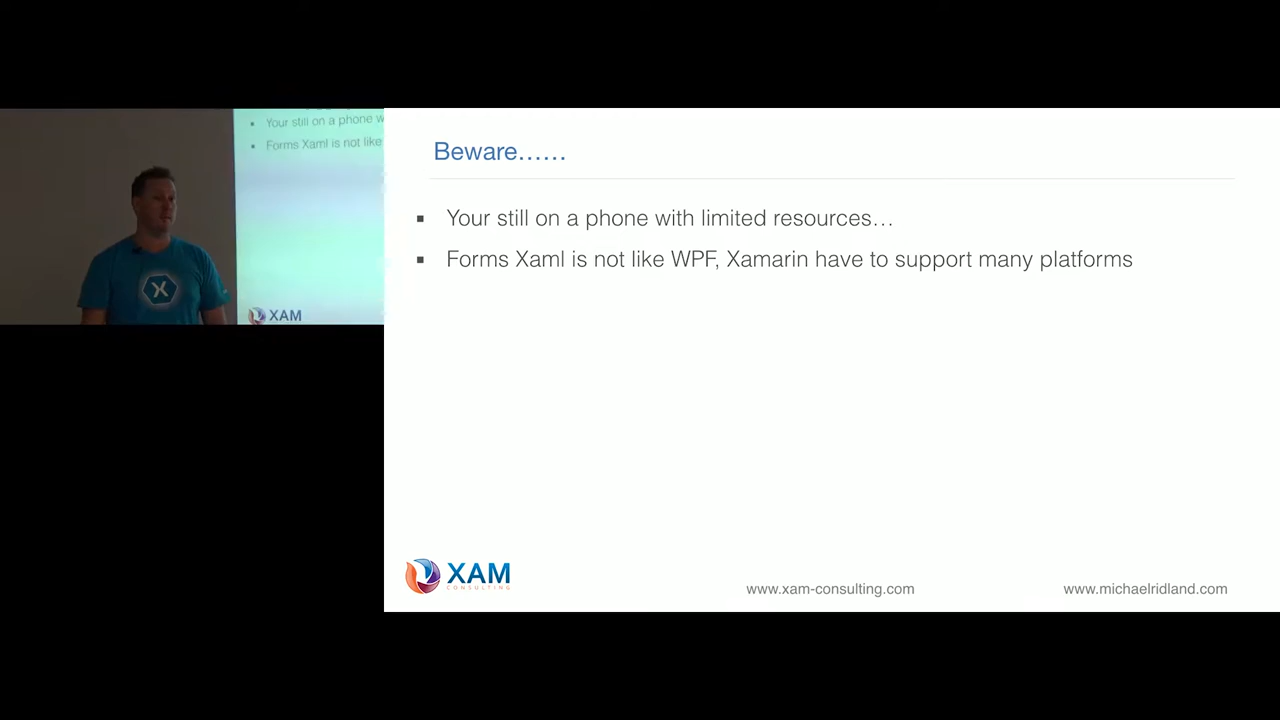 Your still on a phone w
Forms Xaml is not like
XAM
X
Beware......
Your still on a phone with limited resources…
Forms Xaml is not like WPF, Xamarin have to support many platforms
XAM
CONSULTING
www.xam-consulting.com
www.michaelridland.com